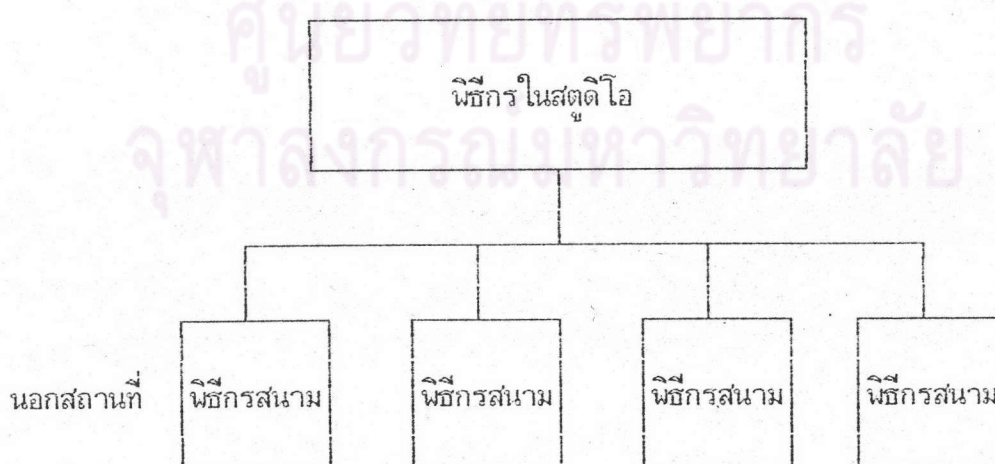 ศูนย์วิทยทรัพยากร
พิธีกรในสตูดิโอ
จุฬาลงกรณ์มหาวิทยาลัย
นอกสถานที่ พิธีกรสนาม พิธีกรสนาม พิธีกรสนาม พิธีกรสนาม